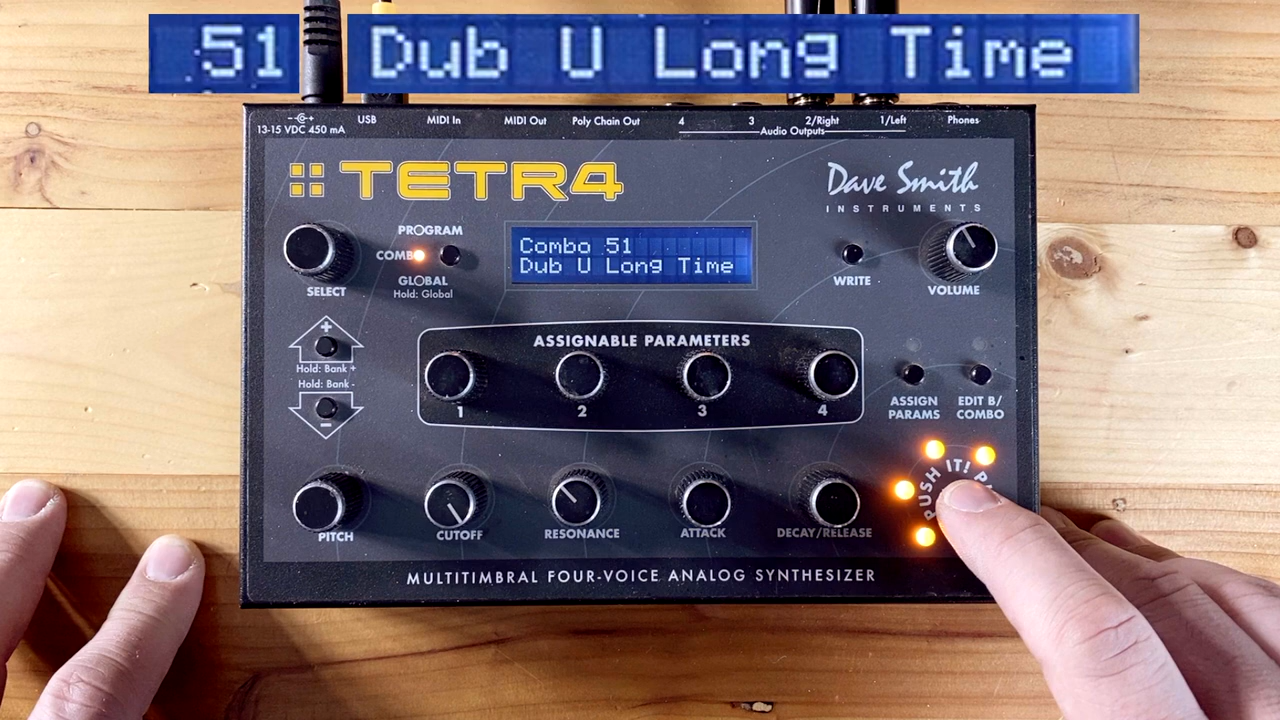 51 Dub U Long Time
13-15 VDC 450 mA
USB
MIDI In
MIDI Out
Poly Chain Out
4
3
2/Right
1/Left
Audio Outputs
Phones
TETR4
Dave Smith
INSTRUMENTS
PROGRAM
COMBO
GLOBAL
Hold: Global
SELECT
Combo 51
Dub U Long Time
WRITE
VOLUME
+
Hold: Bank +
Hold: Bank -
-
ASSIGNABLE PARAMETERS
1
2
3
4
ASSIGN
PARAMS
EDIT B/
COMBO
PUSH IT!
PITCH
CUTOFF
RESONANCE
ATTACK
DECAY/RELEASE
MULTITIMBRAL FOUR-VOICE ANALOG SYNTHESIZER